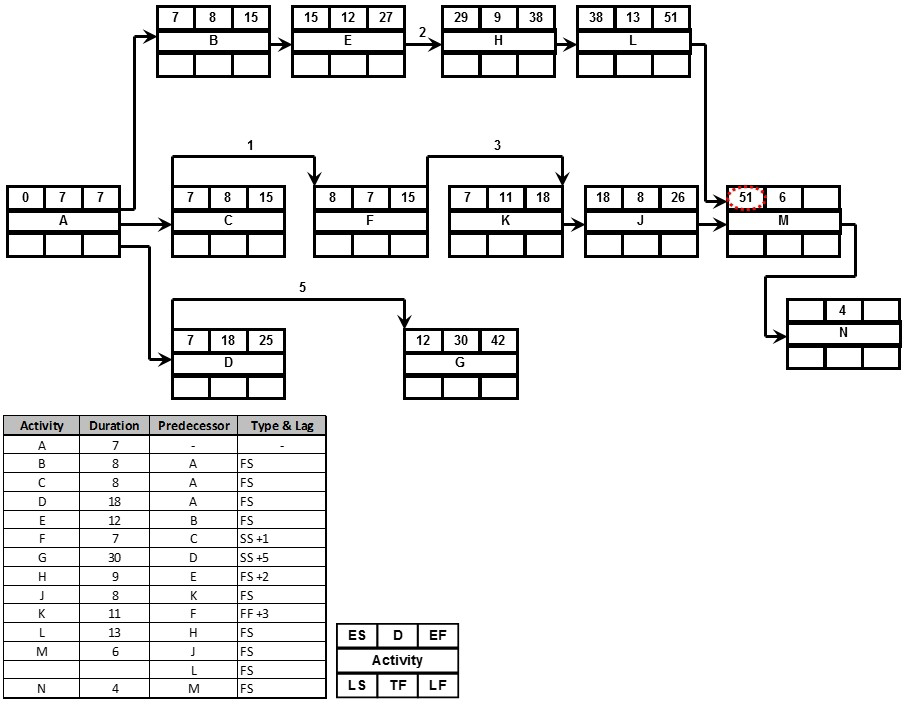 7 8 15
B
15 12 27
E
2
29 9 38
H
38 13 51
L
1
3
0 7 7
A
7 8 15
C
8 7 15
F
7 11 18
K
18 8 26
J
51 6
M
5
7 18 25
D
12 30 42
G
4
N
Activity Duration Predecessor Type & Lag
A 7 - -
B 8 A FS
C 8 A FS
D 18 A FS
E 12 B FS
F 7 C SS +1
G 30 D SS +5
H 9 E FS +2
J 8 K FS
K 11 F FF +3
L 13 H FS
M 6 J FS
L FS
N 4 M FS
ES D EF
Activity
LS TF LF